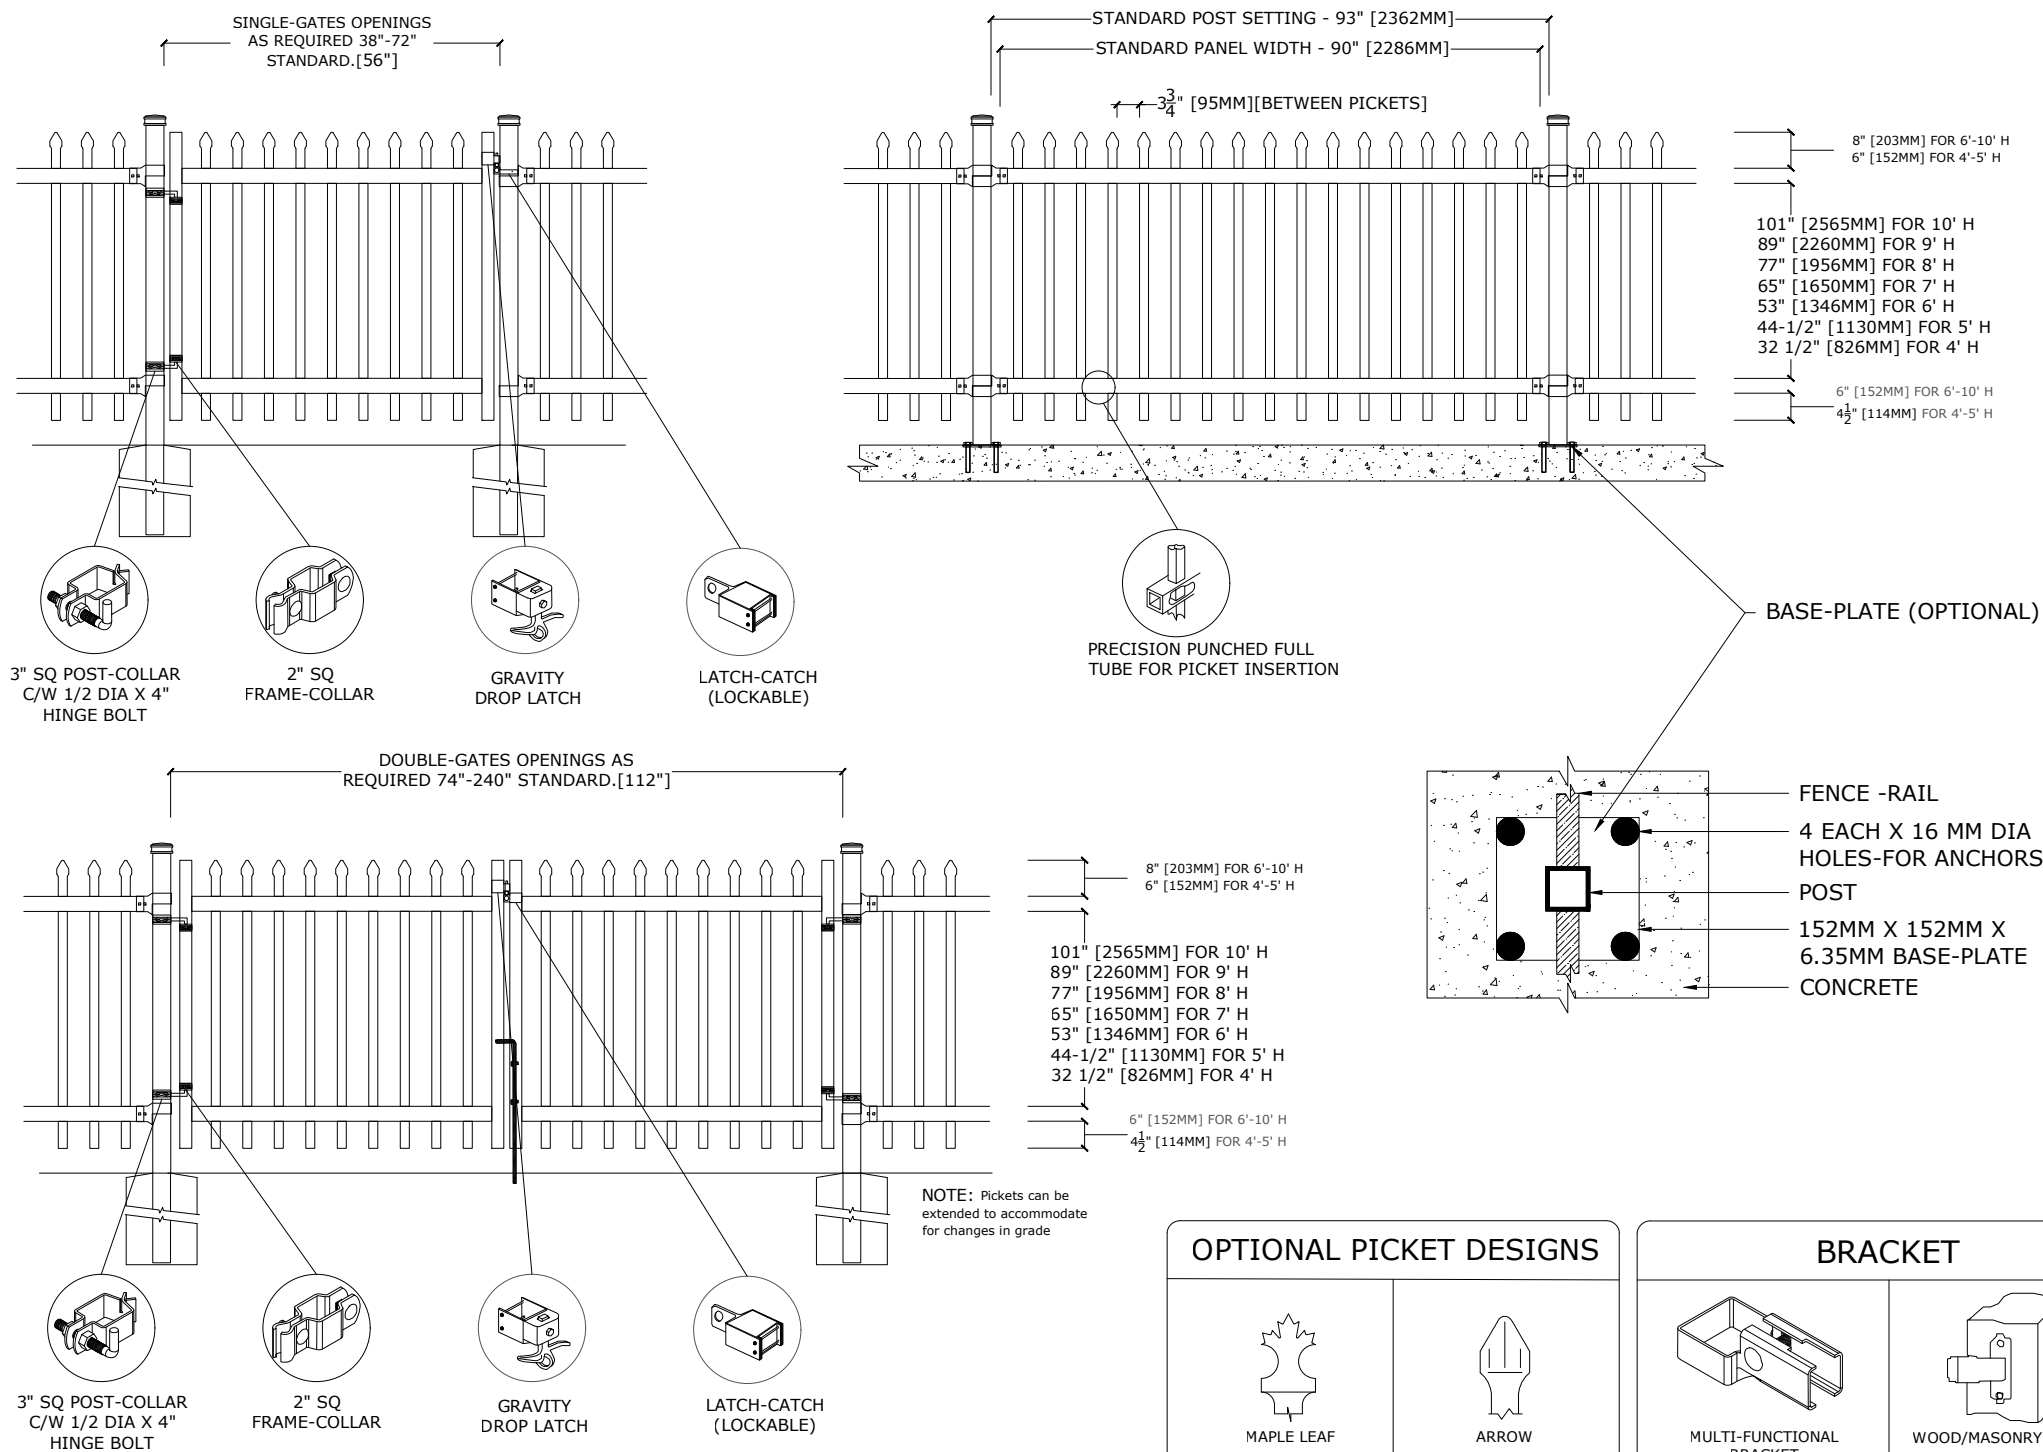 SINGLE-GATES OPENINGS
AS REQUIRED 38"-72"
STANDARD.[56"]
STANDARD POST SETTING - 93" [2362MM]
STANDARD PANEL WIDTH - 90" [2286MM]
3 3/4" [95MM][BETWEEN PICKETS]
8" [203MM] FOR 6'-10' H
6" [152MM] FOR 4'-5' H
101" [2565MM] FOR 10' H
89" [2260MM] FOR 9' H
77" [1956MM] FOR 8' H
65" [1650MM] FOR 7' H
53" [1346MM] FOR 6' H
44-1/2" [1130MM] FOR 5' H
32 1/2" [826MM] FOR 4' H
6" [152MM] FOR 6'-10' H
4 1/2" [114MM] FOR 4'-5' H
3" SQ POST-COLLAR
C/W 1/2 DIA X 4"
HINGE BOLT
2" SQ
FRAME-COLLAR
GRAVITY
DROP LATCH
LATCH-CATCH
(LOCKABLE)
PRECISION PUNCHED FULL
TUBE FOR PICKET INSERTION
BASE-PLATE (OPTIONAL)
FENCE -RAIL
4 EACH X 16 MM DIA
HOLES-FOR ANCHORS
POST
152MM X 152MM X
6.35MM BASE-PLATE
CONCRETE
DOUBLE-GATES OPENINGS AS
REQUIRED 74"-240" STANDARD.[112"]
8" [203MM] FOR 6'-10' H
6" [152MM] FOR 4'-5' H
101" [2565MM] FOR 10' H
89" [2260MM] FOR 9' H
77" [1956MM] FOR 8' H
65" [1650MM] FOR 7' H
53" [1346MM] FOR 6' H
44-1/2" [1130MM] FOR 5' H
32 1/2" [826MM] FOR 4' H
6" [152MM] FOR 6'-10' H
4 1/2" [114MM] FOR 4'-5' H
NOTE: Pickets can be
extended to accommodate
for changes in grade
3" SQ POST-COLLAR
C/W 1/2 DIA X 4"
HINGE BOLT
2" SQ
FRAME-COLLAR
GRAVITY
DROP LATCH
LATCH-CATCH
(LOCKABLE)
OPTIONAL PICKET DESIGNS
MAPLE LEAF
ARROW
BRACKET
MULTI-FUNCTIONAL
BRACKET
WOOD/MASONRY